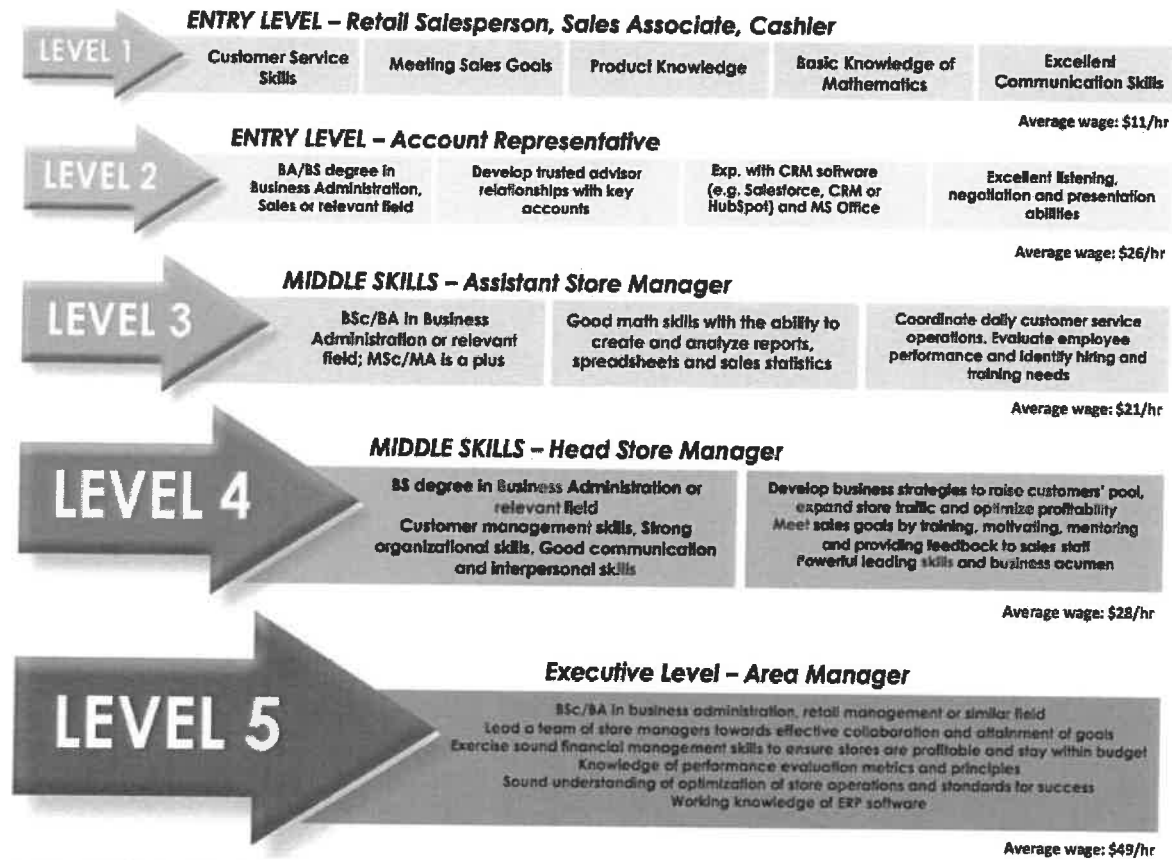 ENTRY LEVEL – Retail Salesperson, Sales Associate, Cashier
LEVEL 1
Customer Service
Skills
Meeting Sales Goals
Product Knowledge
Basic Knowledge of
Mathematics
Excellent
Communication Skills
Average wage: $11/hr
ENTRY LEVEL – Account Representative
LEVEL 2
BA/BS degree in
Business Administration,
Sales or relevant field
Develop trusted advisor
relationships with key
accounts
Exp. with CRM software
(e.g. Salesforce, CRM or
HubSpot) and MS Office
Excellent listening,
negotiation and presentation
abilities
Average wage: $26/hr
MIDDLE SKILLS – Assistant Store Manager
LEVEL 3
BSc/BA in Business
Administration or relevant
field; MSc/MA is a plus
Good math skills with the ability to
create and analyze reports,
spreadsheets and sales statistics
Coordinate daily customer service
operations. Evaluate employee
performance and identify hiring and
training needs
Average wage: $21/hr
MIDDLE SKILLS – Head Store Manager
LEVEL 4
BS degree in Business Administration or
relevant field
Customer management skills, Strong
organizational skills, Good communication
and interpersonal skills
Develop business strategies to raise customers' pool,
expand store traffic and optimize profitability
Meet sales goals by training, motivating, mentoring
and providing feedback to sales staff
Powerful leading skills and business acumen
Average wage: $28/hr
Executive Level – Area Manager
LEVEL 5
BSc/BA in business administration, retail management or similar field
Lead a team of store managers towards effective collaboration and attainment of goals
Exercise sound financial management skills to ensure stores are profitable and stay within budget
Knowledge of performance evaluation metrics and principles
Sound understanding of optimization of store operations and standards for success
Working knowledge of ERP software
Average wage: $49/hr